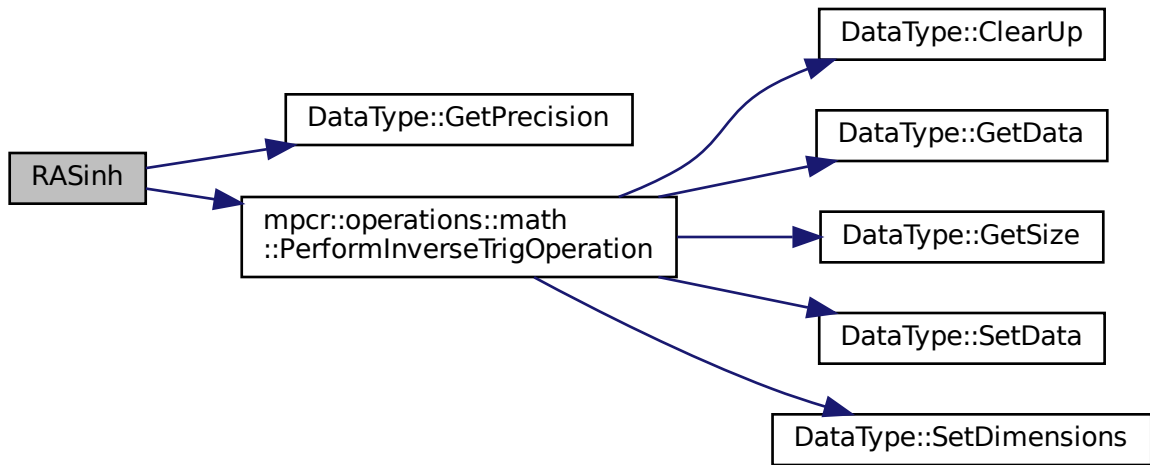 RASinh
DataType::GetPrecision
mpcr::operations::math
::PerformInverseTrigOperation
DataType::ClearUp
DataType::GetData
DataType::GetSize
DataType::SetData
DataType::SetDimensions